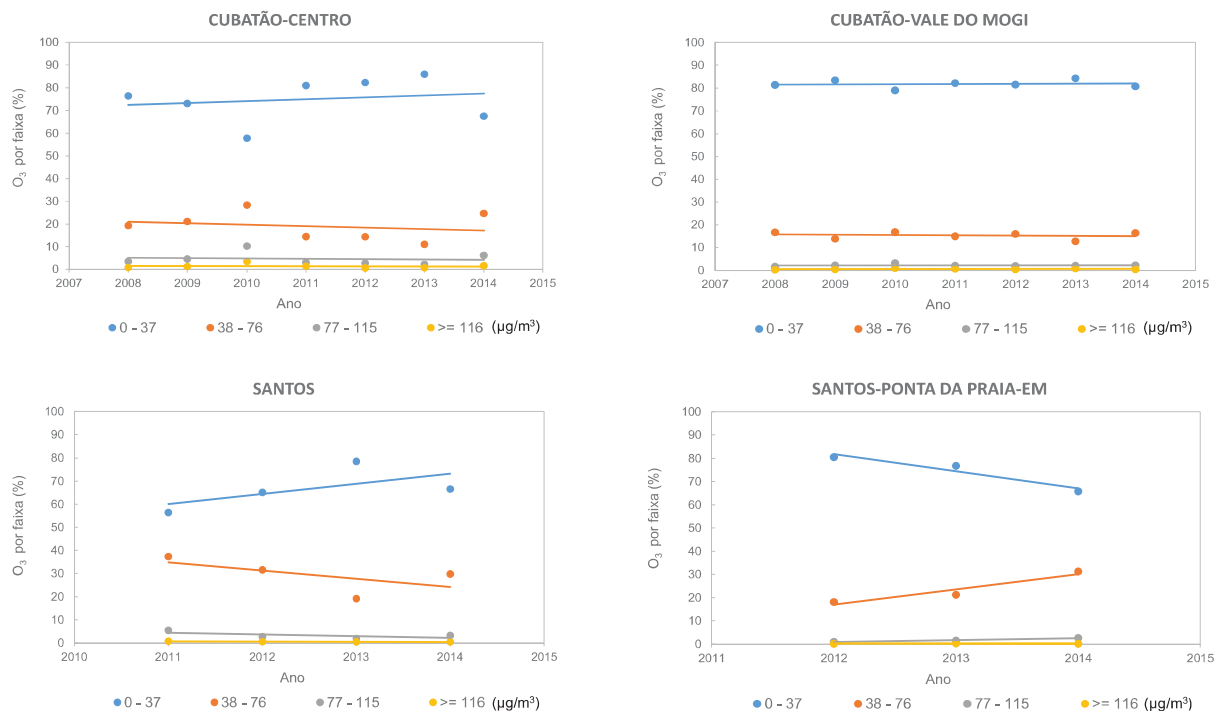 CUBATÃO-CENTRO
100
90
80
70
60
50
40
30
20
10
0
O₃ por faixa (%)
2007 2008 2009 2010 2011 2012 2013 2014 2015
Ano
0 – 37 38 – 76 77 – 115 >= 116 (µg/m³)
CUBATÃO-VALE DO MOGI
100
90
80
70
60
50
40
30
20
10
0
O₃ por faixa (%)
2007 2008 2009 2010 2011 2012 2013 2014 2015
Ano
0 – 37 38 – 76 77 – 115 >= 116 (µg/m³)
SANTOS
100
90
80
70
60
50
40
30
20
10
0
O₃ por faixa (%)
2010 2011 2012 2013 2014 2015
Ano
0 – 37 38 – 76 77 – 115 >= 116 (µg/m³)
SANTOS-PONTA DA PRAIA-EM
100
90
80
70
60
50
40
30
20
10
0
O₃ por faixa (%)
2011 2012 2013 2014 2015
Ano
0 – 37 38 – 76 77 – 115 >= 116 (µg/m³)